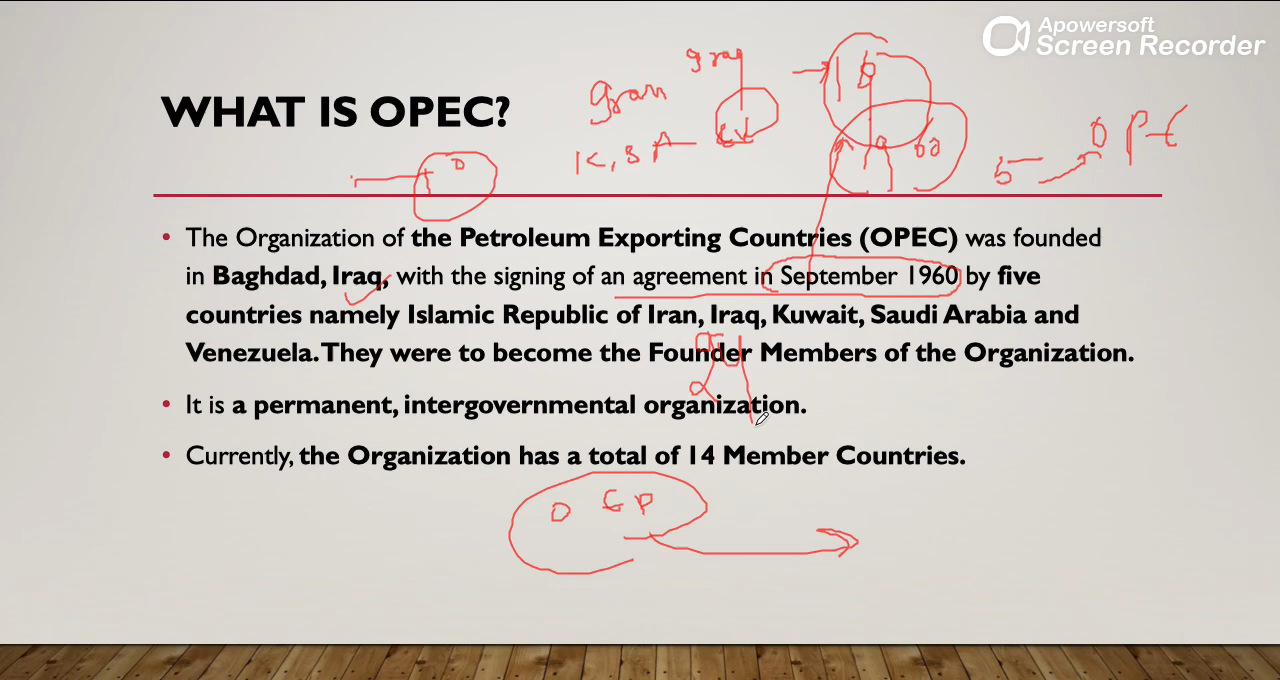 Apowersoft
Screen Recorder
WHAT IS OPEC?
• The Organization of the Petroleum Exporting Countries (OPEC) was founded
in Baghdad, Iraq, with the signing of an agreement in September 1960 by five
countries namely Islamic Republic of Iran, Iraq, Kuwait, Saudi Arabia and
Venezuela. They were to become the Founder Members of the Organization.
• It is a permanent, intergovernmental organization.
• Currently, the Organization has a total of 14 Member Countries.